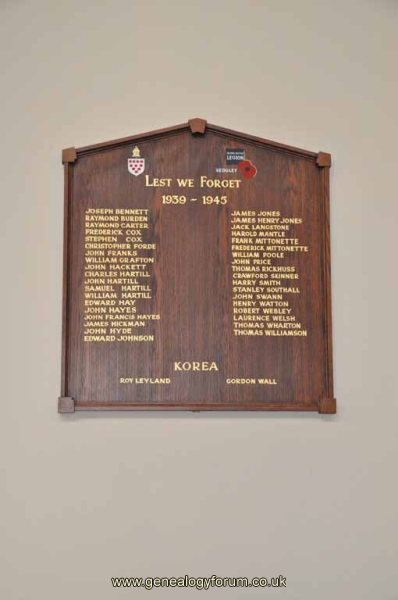 ROYAL BRITISH
LEGION
SEDGLEY
LEST WE FORGET
1939 - 1945
JOSEPH BENNETT
RAYMOND BURDEN
RAYMOND CARTER
FREDERICK COX
STEPHEN COX
CHRISTOPHER FORDE
JOHN FRANKS
WILLIAM GRAFTON
JOHN HACKETT
CHARLES HARTILL
JOHN HARTILL
SAMUEL HARTILL
WILLIAM HARTILL
EDWARD HAY
JOHN HAYES
JOHN FRANCIS HAYES
JAMES HICKMAN
JOHN HYDE
EDWARD JOHNSON
JAMES JONES
JAMES HENRY JONES
JACK LANGSTONE
HAROLD MANTLE
FRANK MITTONETTE
FREDERICK MITTONETTE
WILLIAM POOLE
JOHN PRICE
THOMAS RICKHUSS
CRAWFORD SKINNER
HARRY SMITH
STANLEY SOUTHALL
JOHN SWANN
HENRY WATTON
ROBERT WEBLEY
LAURENCE WELSH
THOMAS WHARTON
THOMAS WILLIAMSON
KOREA
ROY LEYLAND
GORDON WALL
www.genealogyforum.co.uk